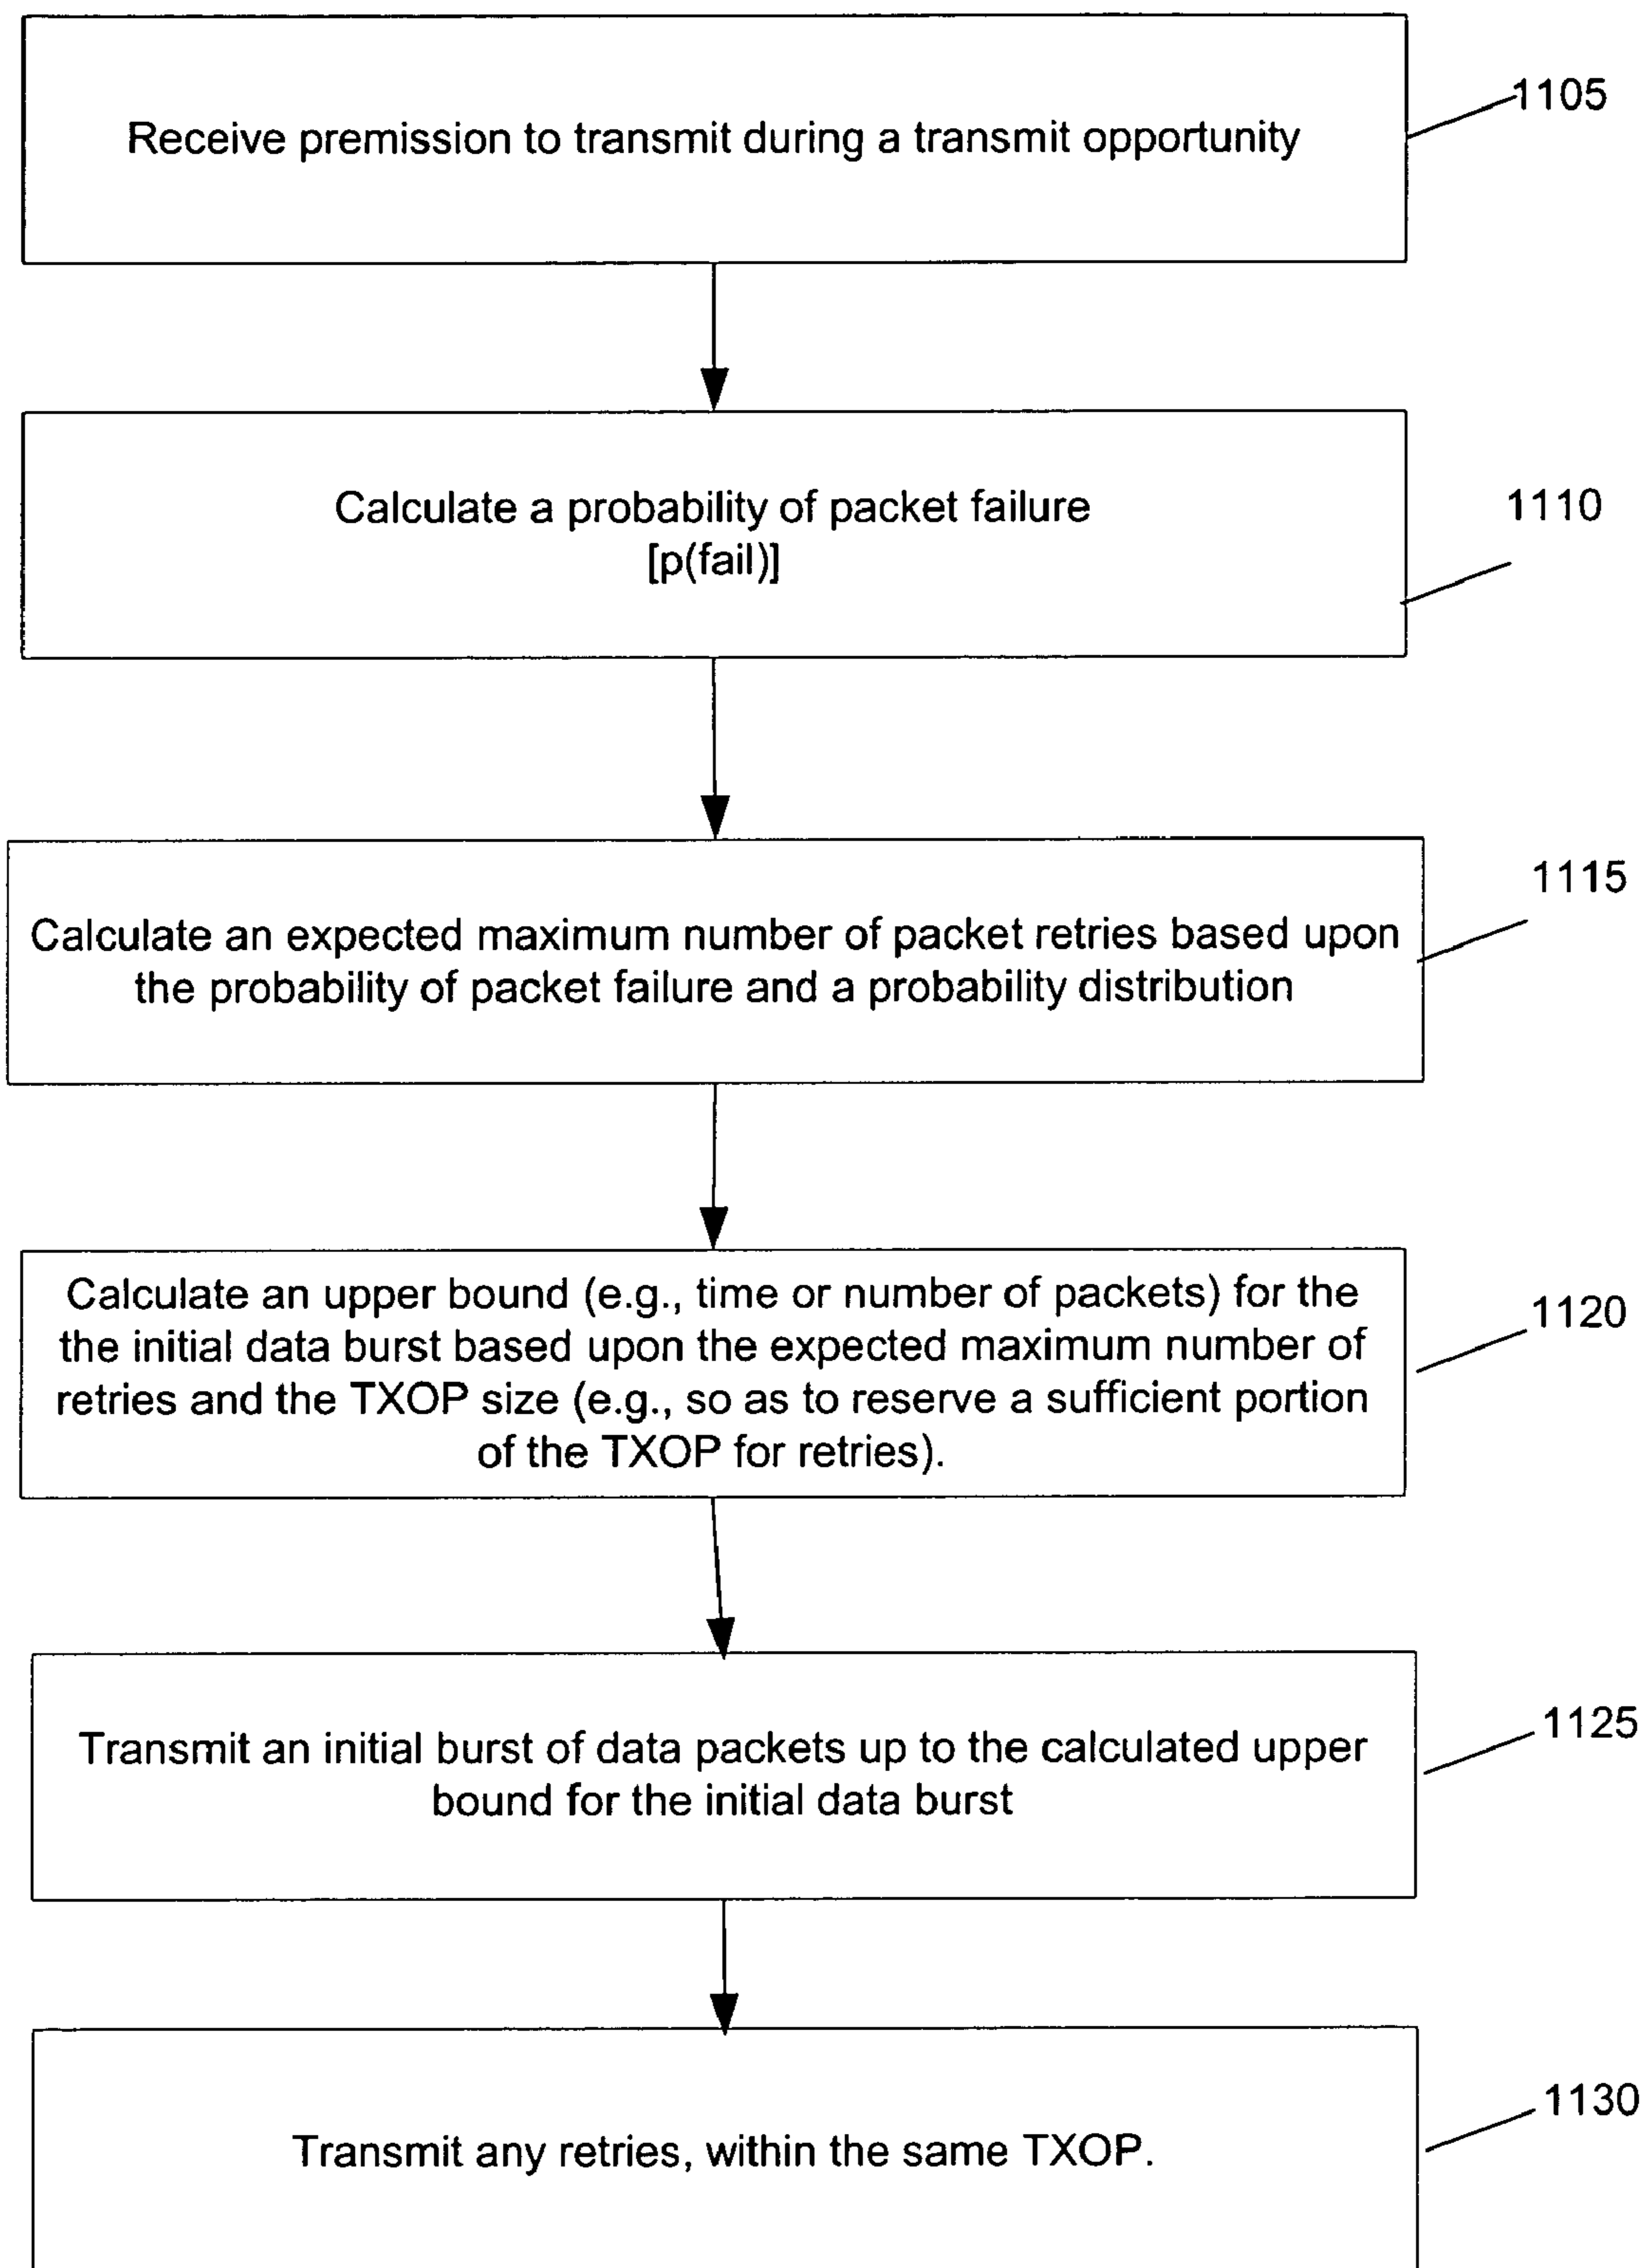 Receive premission to transmit during a transmit opportunity
1105
Calculate a probability of packet failure
[p(fail)]
1110
Calculate an expected maximum number of packet retries based upon
the probability of packet failure and a probability distribution
1115
Calculate an upper bound (e.g., time or number of packets) for the
the initial data burst based upon the expected maximum number of
retries and the TXOP size (e.g., so as to reserve a sufficient portion
of the TXOP for retries).
1120
Transmit an initial burst of data packets up to the calculated upper
bound for the initial data burst
1125
Transmit any retries, within the same TXOP.
1130